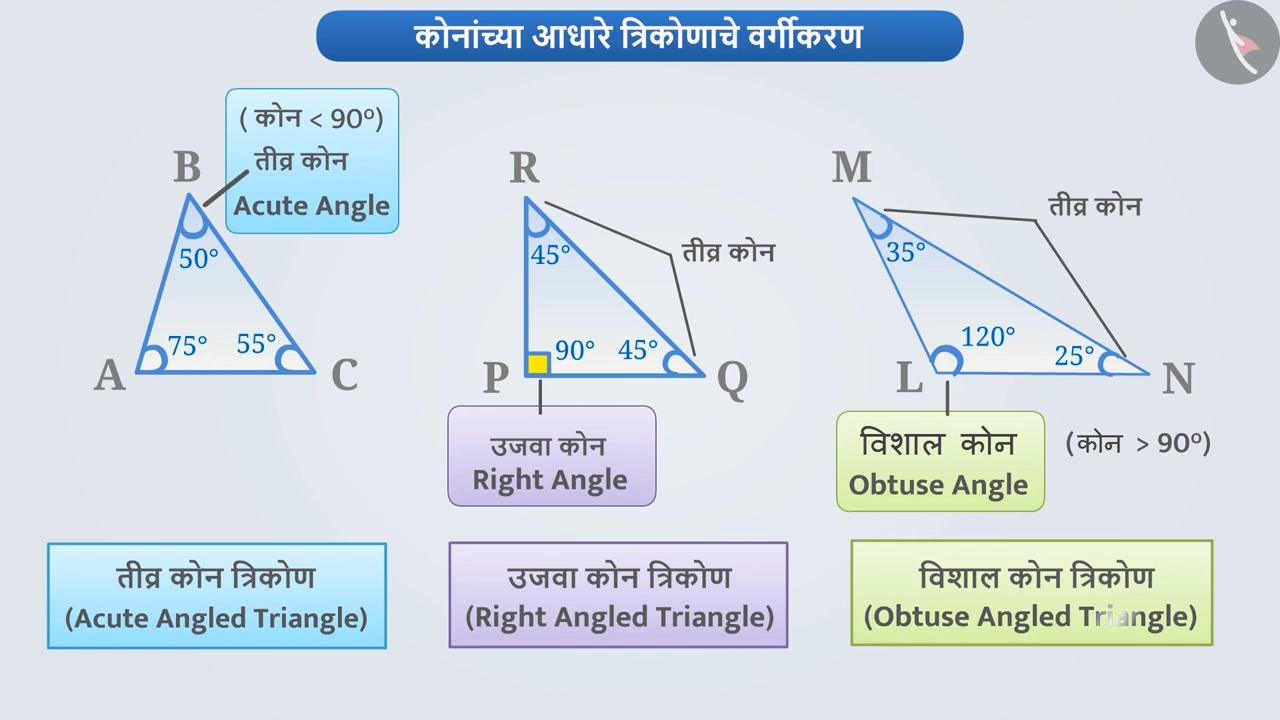 कोनांच्या आधारे त्रिकोणाचे वर्गीकरण
( कोन < 90°)
तीव्र कोन
Acute Angle
B
50°
75°
55°
A
C
R
45°
तीव्र कोन
90°
45°
P
Q
उजवा कोन
Right Angle
M
तीव्र कोन
35°
120°
25°
L
N
विशाल कोन
Obtuse Angle
(कोन > 90°)
तीव्र कोन त्रिकोण
(Acute Angled Triangle)
उजवा कोन त्रिकोण
(Right Angled Triangle)
विशाल कोन त्रिकोण
(Obtuse Angled Triangle)